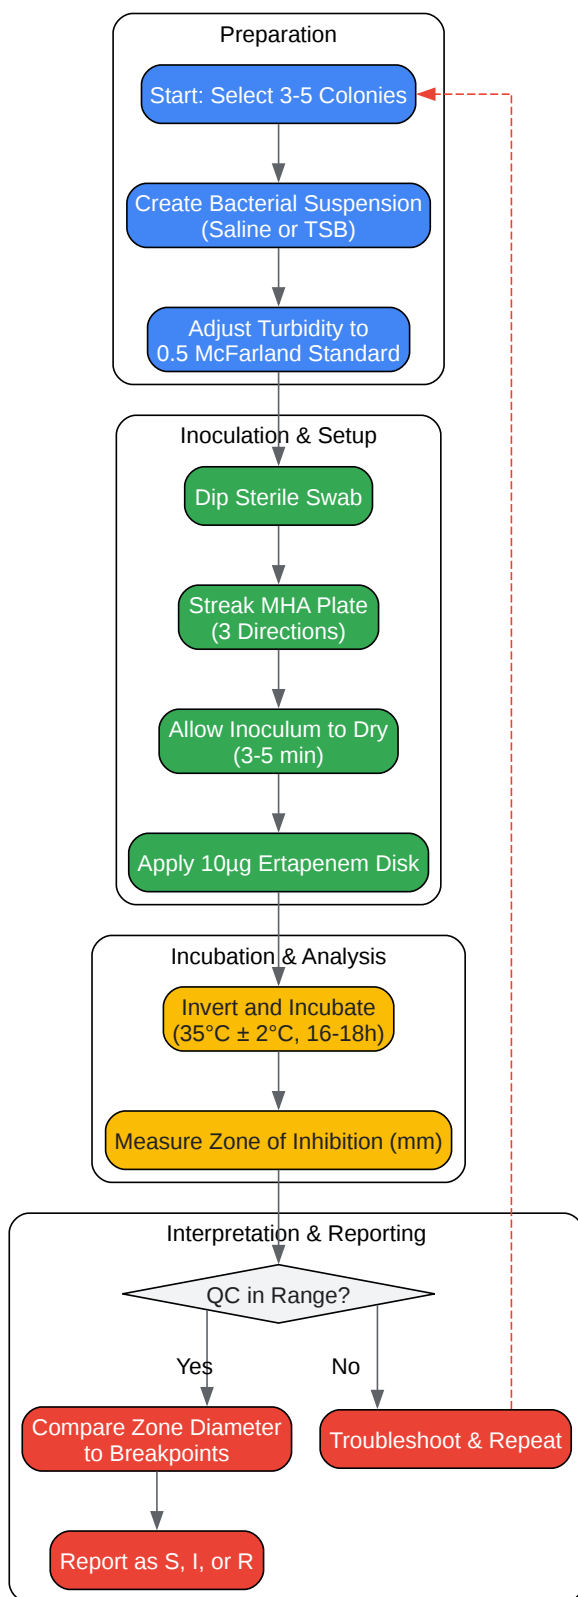 Preparation
Start: Select 3-5 Colonies
Create Bacterial Suspension
(Saline or TSB)
Adjust Turbidity to
0.5 McFarland Standard
Inoculation & Setup
Dip Sterile Swab
Streak MHA Plate
(3 Directions)
Allow Inoculum to Dry
(3-5 min)
Apply 10µg Ertapenem Disk
Incubation & Analysis
Invert and Incubate
(35°C ± 2°C, 16-18h)
Measure Zone of Inhibition (mm)
Interpretation & Reporting
QC in Range?
Yes
No
Compare Zone Diameter
to Breakpoints
Troubleshoot & Repeat
Report as S, I, or R